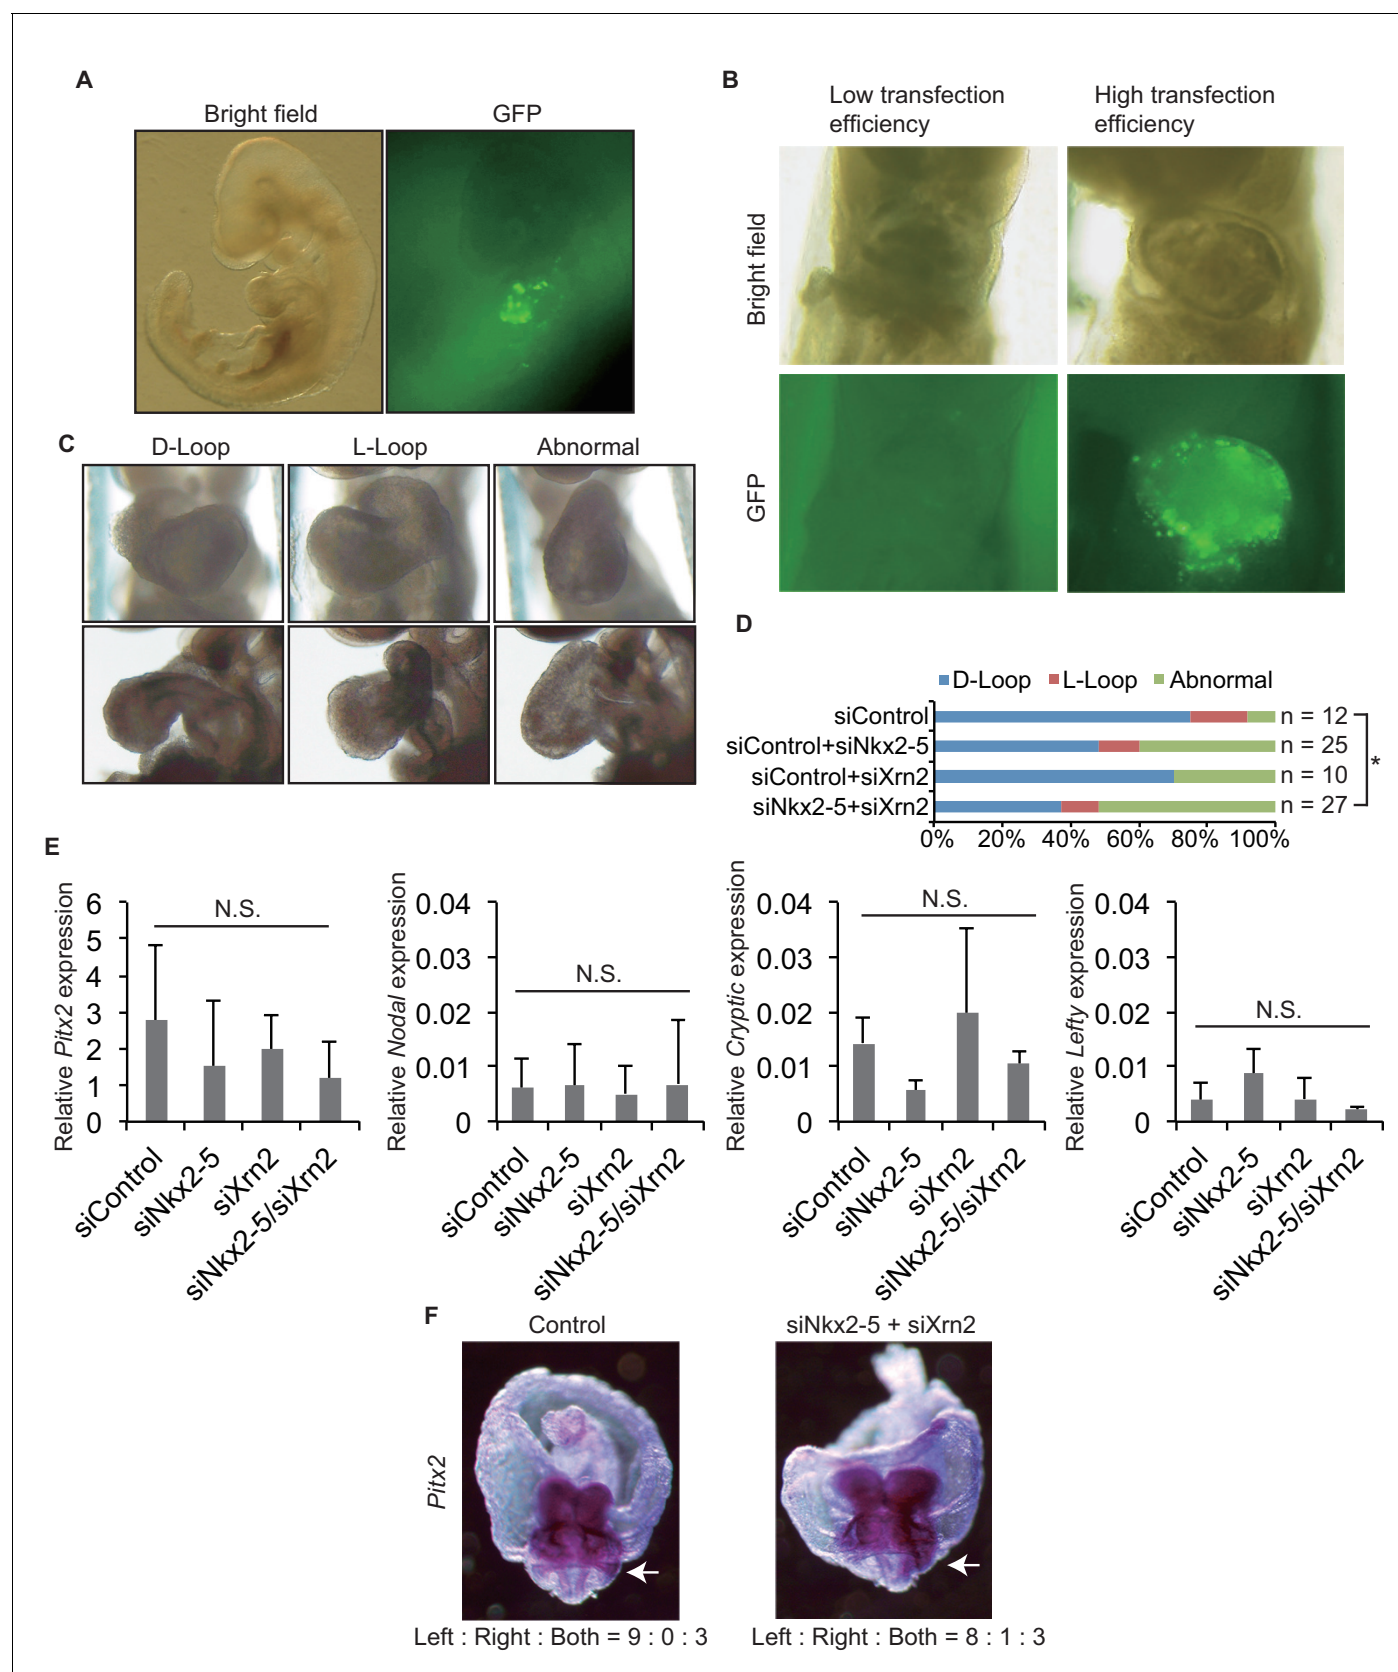 A
Bright field
GFP
B
Low transfection
efficiency
High transfection
efficiency
Bright field
GFP
C
D-Loop
L-Loop
Abnormal
D
D-Loop
L-Loop
Abnormal
siControl
n = 12
siControl+siNkx2-5
n = 25
siControl+siXrn2
n = 10
siNkx2-5+siXrn2
n = 27
*
0%
20%
40%
60%
80%
100%
E
Relative Pitx2 expression
6
5
4
3
2
1
0
N.S.
siControl
siNkx2-5
siXrn2
siNkx2-5/siXrn2
Relative Nodal expression
0.04
0.03
0.02
0.01
0
N.S.
siControl
siNkx2-5
siXrn2
siNkx2-5/siXrn2
Relative Cryptic expression
0.04
0.03
0.02
0.01
0
N.S.
siControl
siNkx2-5
siXrn2
siNkx2-5/siXrn2
Relative Lefty expression
0.04
0.03
0.02
0.01
0
N.S.
siControl
siNkx2-5
siXrn2
siNkx2-5/siXrn2
F
Control
siNkx2-5 + siXrn2
Pitx2
Left : Right : Both = 9 : 0 : 3
Left : Right : Both = 8 : 1 : 3